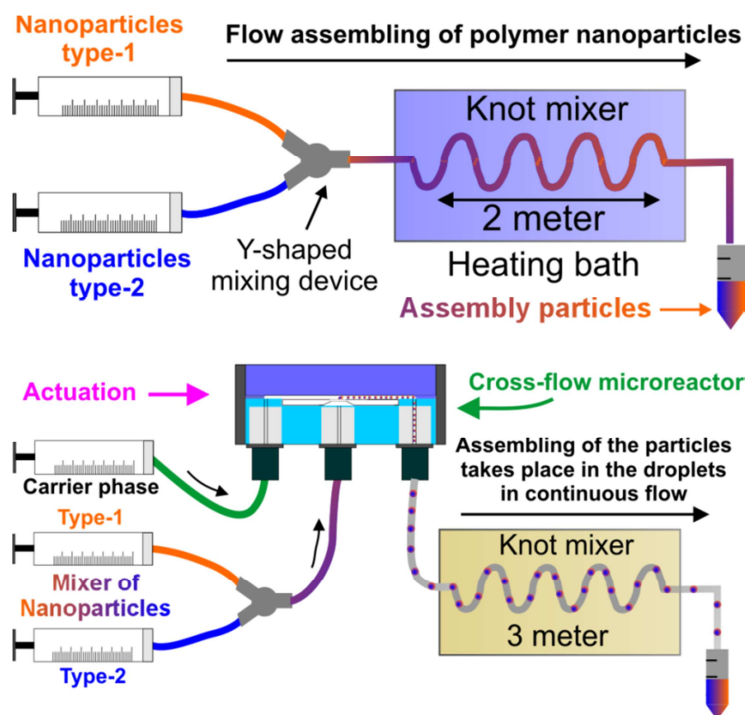 Nanoparticles
type-1
Flow assembling of polymer nanoparticles
Knot mixer
2 meter
Y-shaped
mixing device
Nanoparticles
type-2
Heating bath
Assembly particles
Actuation
Cross-flow microreactor
Assembling of the particles
takes place in the droplets
in continuous flow
Carrier phase
Type-1
Mixer of
Nanoparticles
Type-2
Knot mixer
3 meter